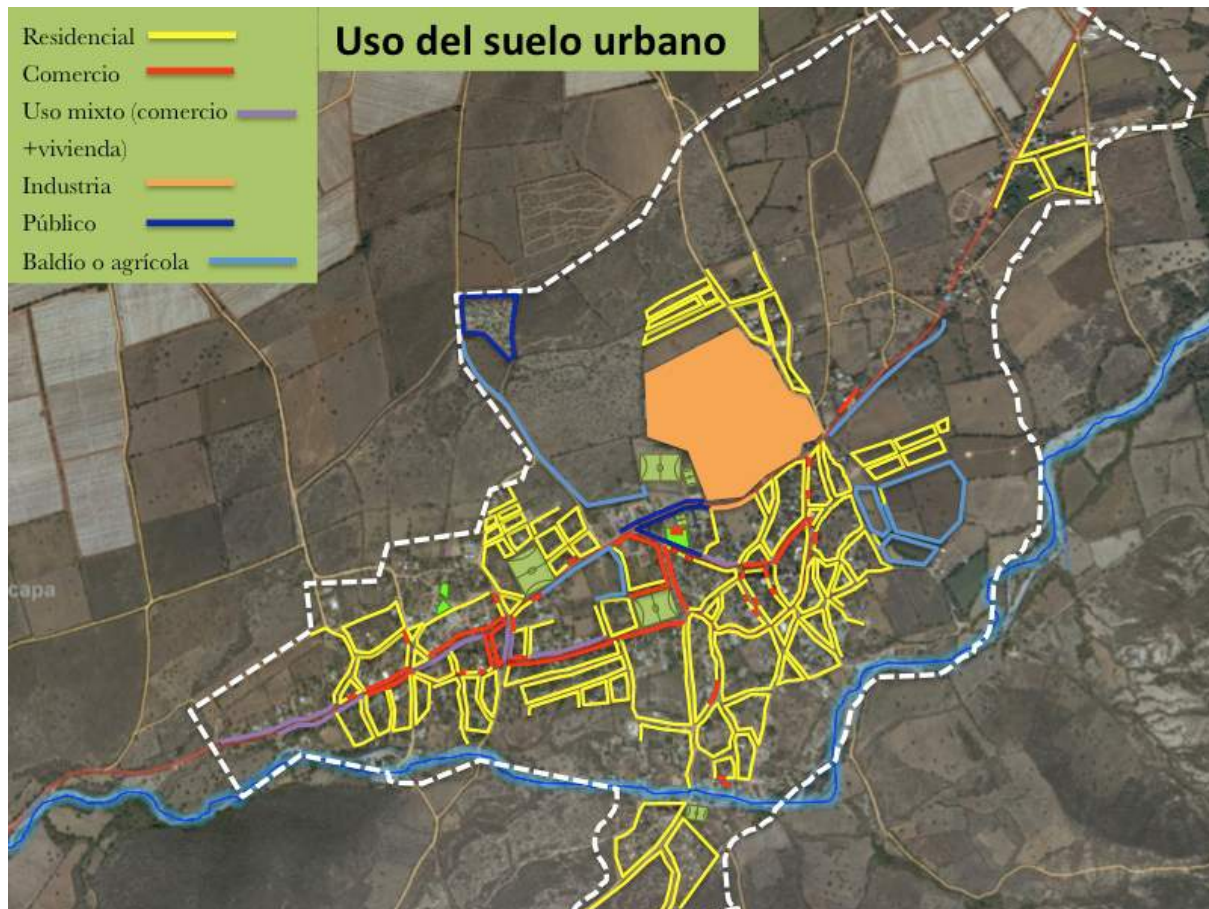 Uso del suelo urbano
Residencial
Comercio
Uso mixto (comercio
+vivienda)
Industria
Público
Baldío o agrícola
capa